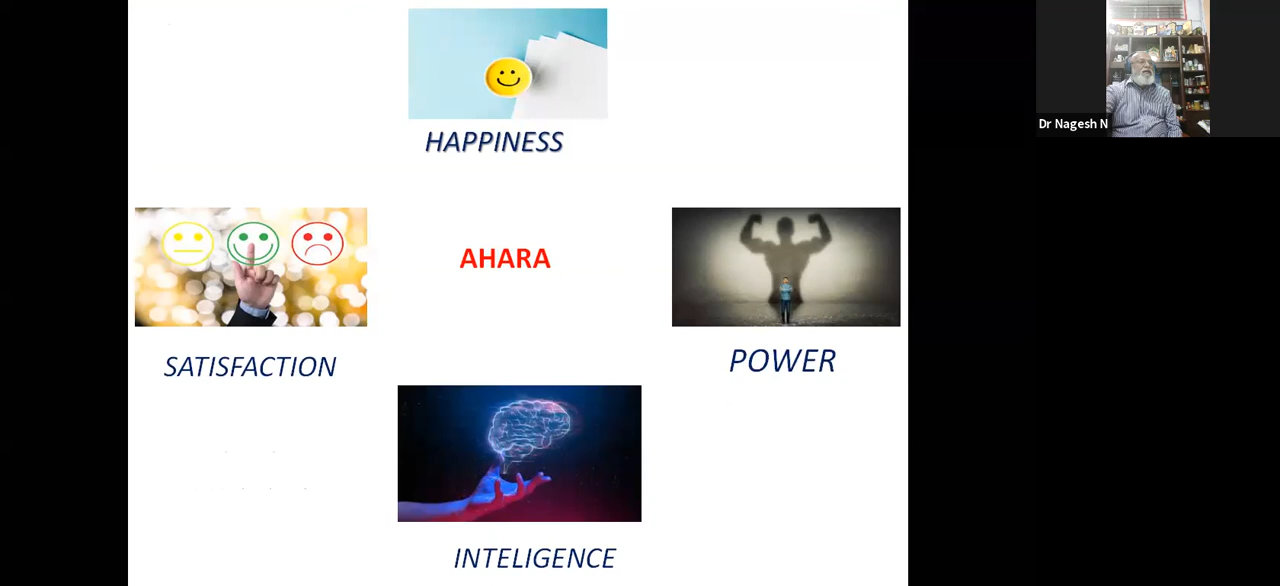 HAPPINESS
Dr Nagesh N
AHARA
SATISFACTION
POWER
INTELIGENCE